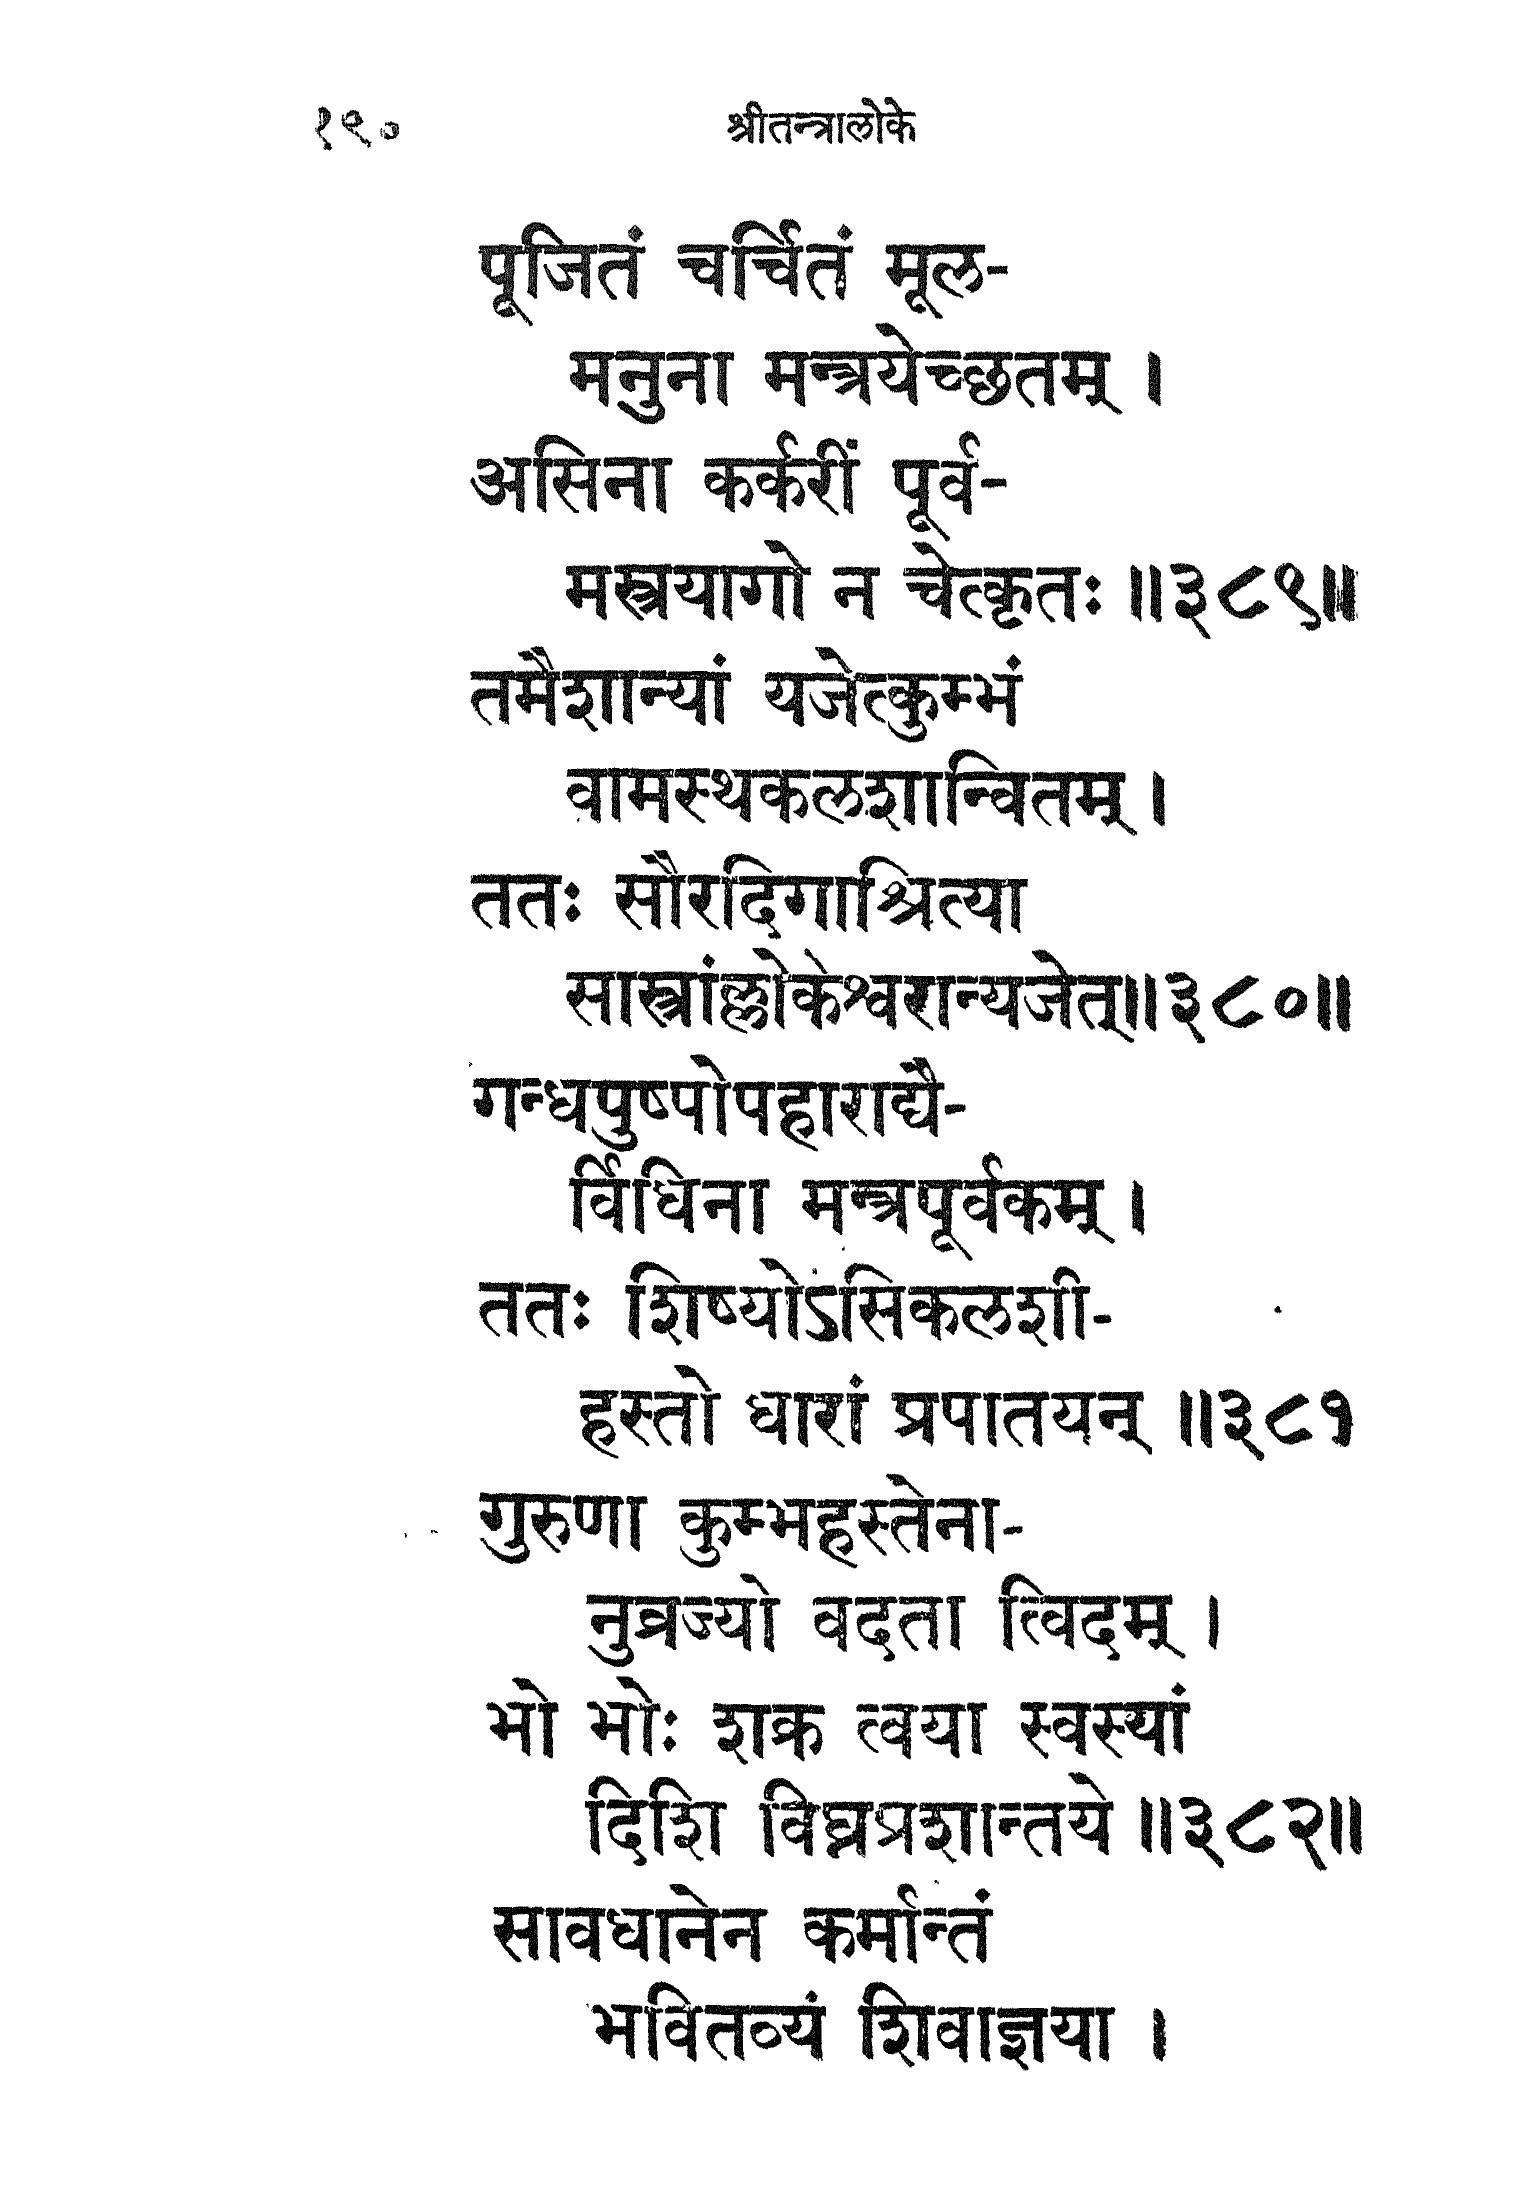 १९०
श्रीतन्त्रालोके
पूजितं चर्चितं मूल-
मनुना मन्त्रयेच्छतम् ।
असिना कर्करीं पूर्व-
मस्त्रयागो न चेत्कृतः ॥३८९॥
तमैशान्यां यजेत्कुम्भं
वामस्थकलशान्वितम् ।
ततः सौरदिगाश्रित्या
सास्त्रांल्लोकेश्वरान्यजेत्॥३८०॥
गन्धपुष्पोपहाराद्यै-
र्विधिना मन्त्रपूर्वकम् ।
ततः शिष्योऽसिकलशी-
हस्तो धारां प्रपातयन् ॥३८१
गुरुणा कुम्भहस्तेना-
नुव्रज्यो वदता त्विदम् ।
भो भोः शक्र त्वया स्वस्यां
दिशि विघ्नप्रशान्तये ॥३८२॥
सावधानेन कर्मान्तं
भवितव्यं शिवाज्ञया ।